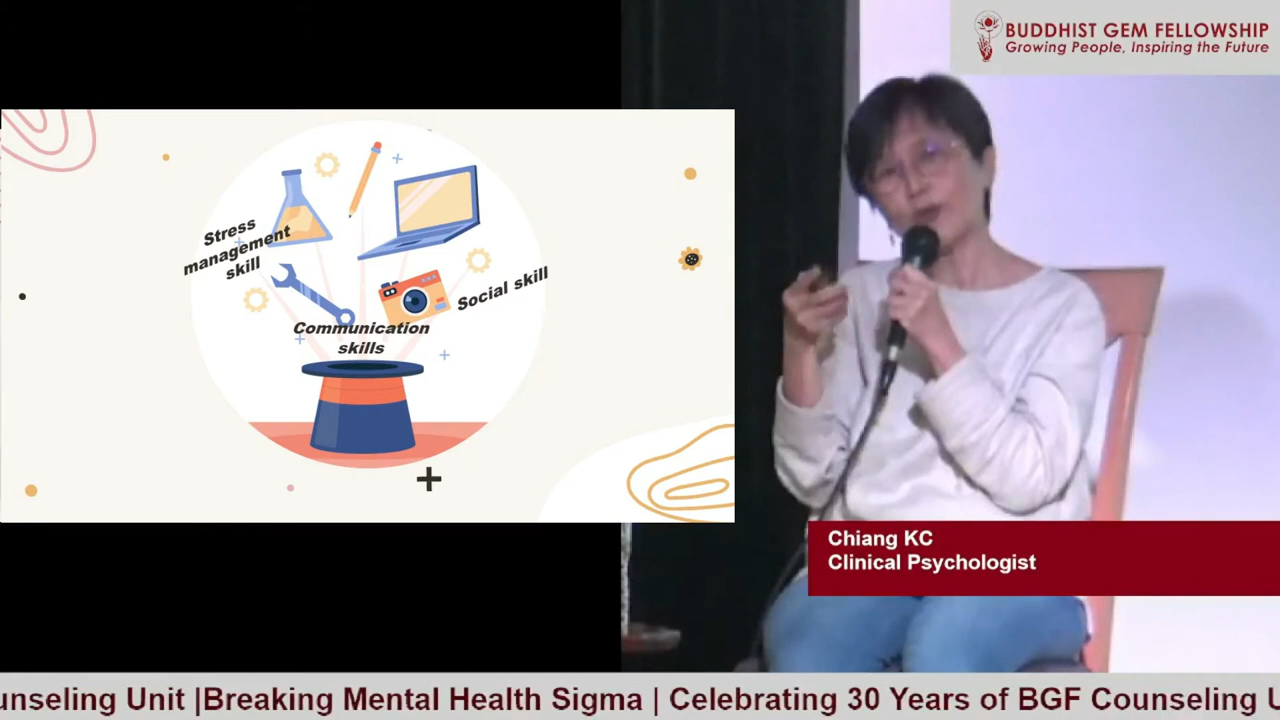 BUDDHIST GEM FELLOWSHIP
Growing People, Inspiring the Future
Stress
management
skill
Social skill
Communication
skills
Chiang KC
Clinical Psychologist
unseling Unit |Breaking Mental Health Sigma | Celebrating 30 Years of BGF Counseling U